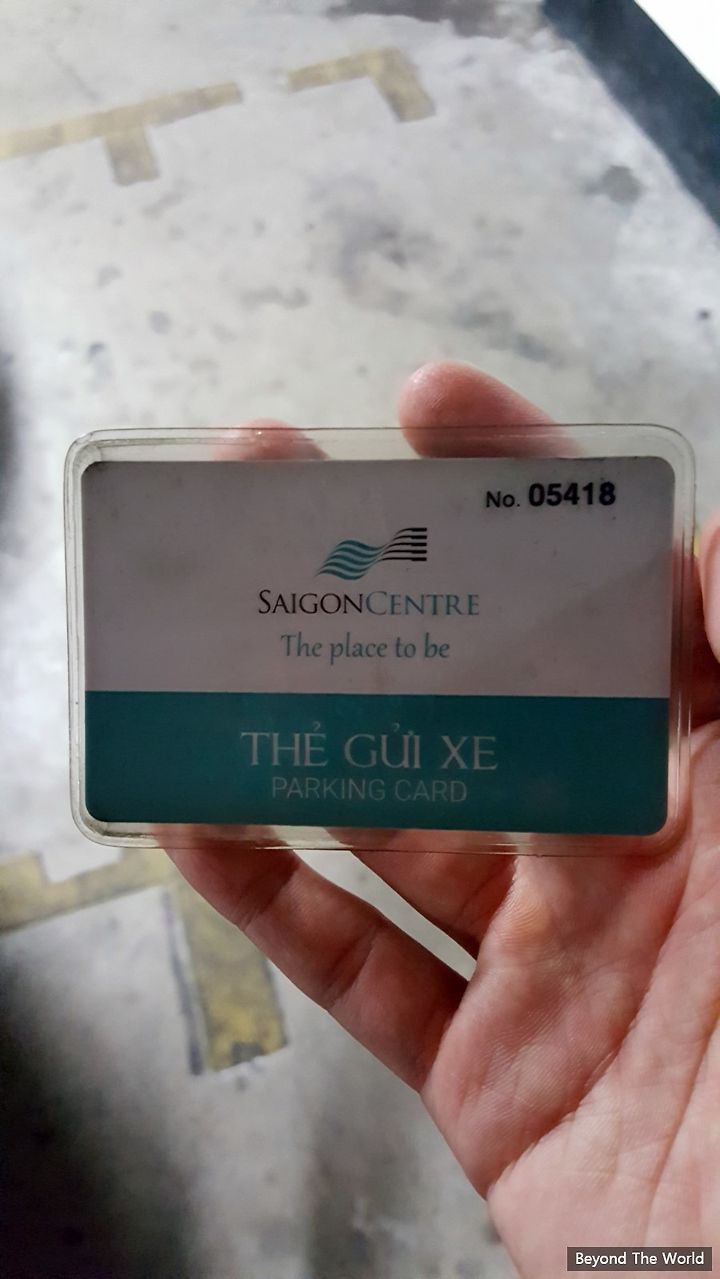 No. 05418
SAIGONCENTRE
The place to be
THẺ GỬI XE
PARKING CARD
Beyond The World